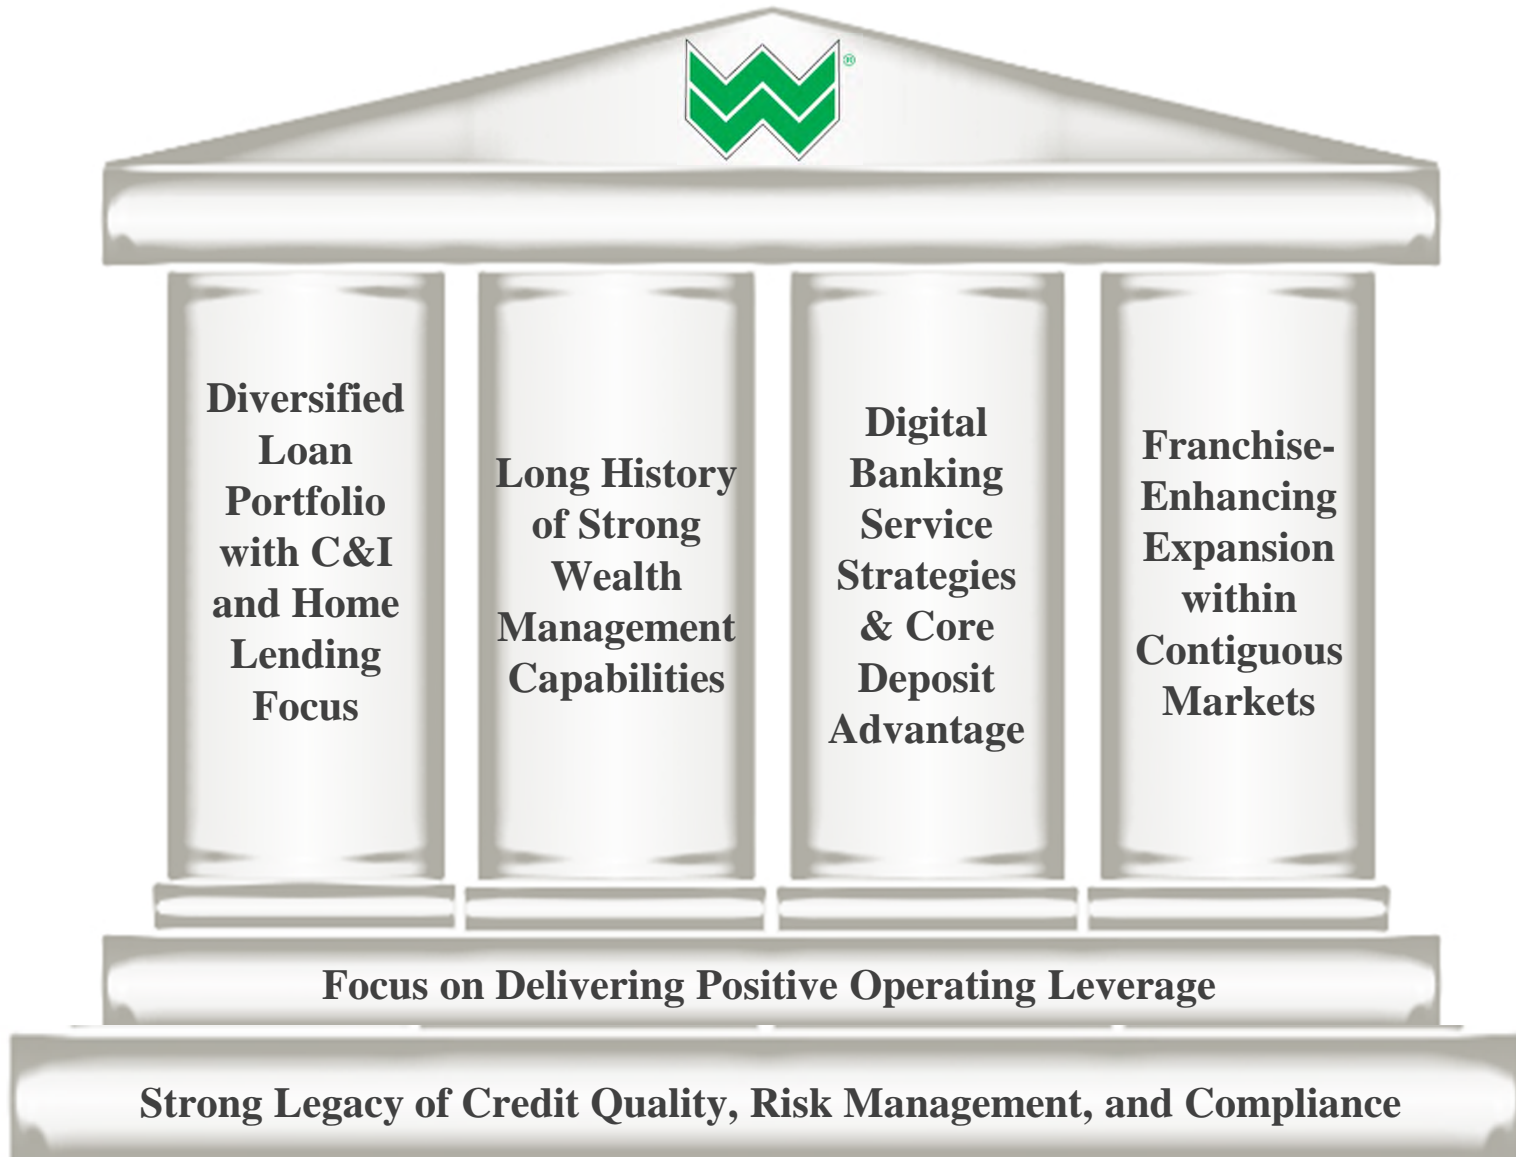 ®
Diversified
Loan
Portfolio
with C&I
and Home
Lending
Focus
Long History
of Strong
Wealth
Management
Capabilities
Digital
Banking
Service
Strategies
& Core
Deposit
Advantage
Franchise-
Enhancing
Expansion
within
Contiguous
Markets
Focus on Delivering Positive Operating Leverage
Strong Legacy of Credit Quality, Risk Management, and Compliance